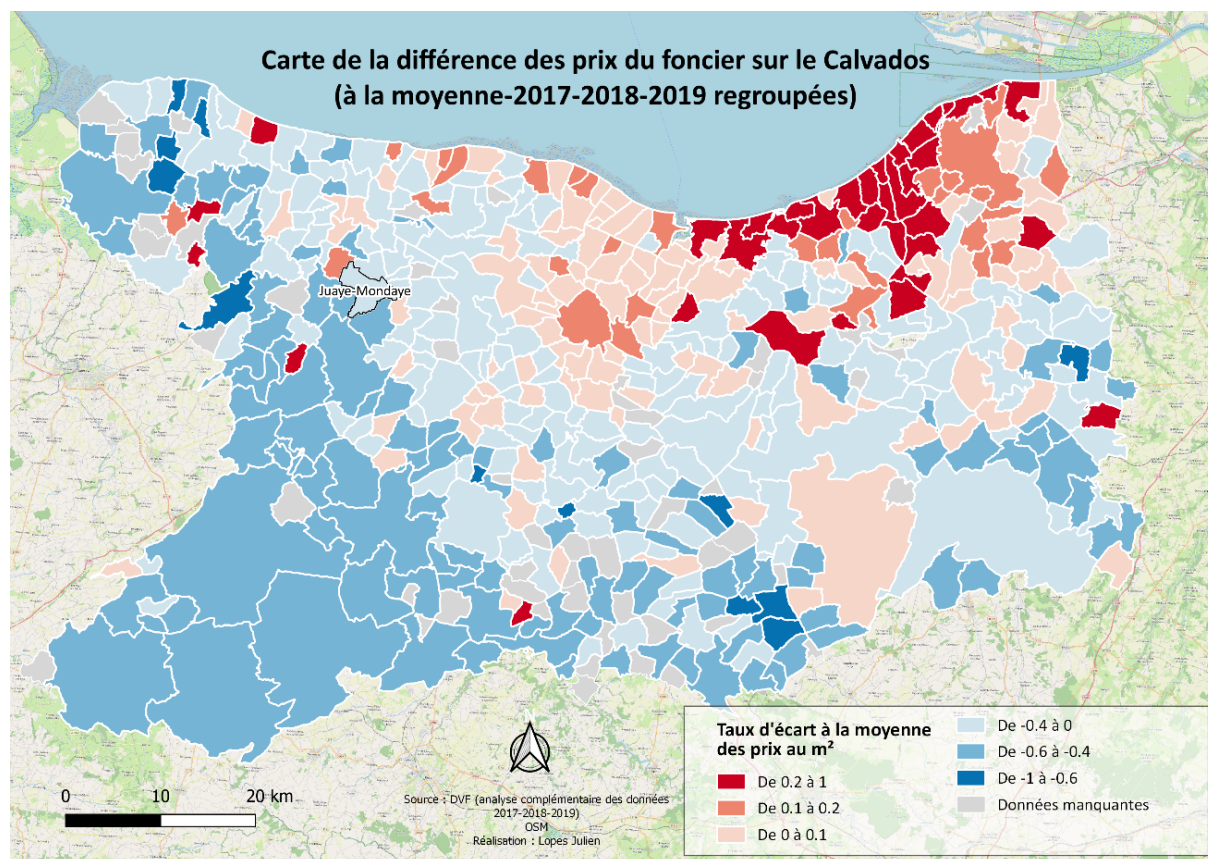 Carte de la différence des prix du foncier sur le Calvados
(à la moyenne-2017-2018-2019 regroupées)
Juaye-Mondaye
Taux d'écart à la moyenne
des prix au m²
De 0.2 à 1
De 0.1 à 0.2
De 0 à 0.1
De -0.4 à 0
De -0.6 à -0.4
De -1 à -0.6
Données manquantes
0 10 20 km
Source : DVF (analyse complémentaire des données
2017-2018-2019)
OSM
Réalisation : Lopes Julien